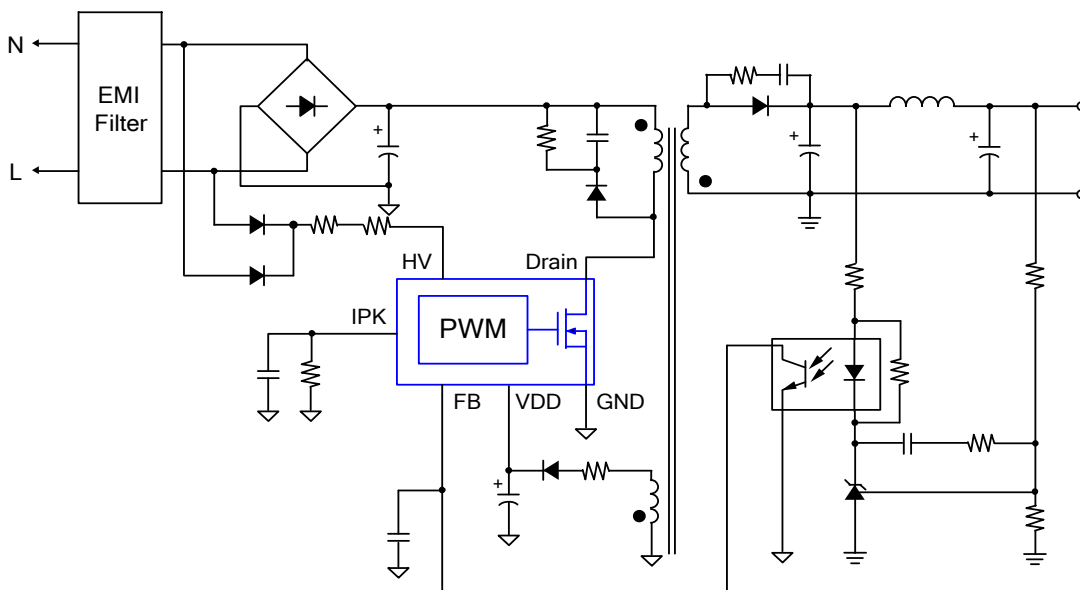 N
EMI
Filter
L
+
+
+
HV
Drain
IPK
PWM
FB
VDD
GND
+